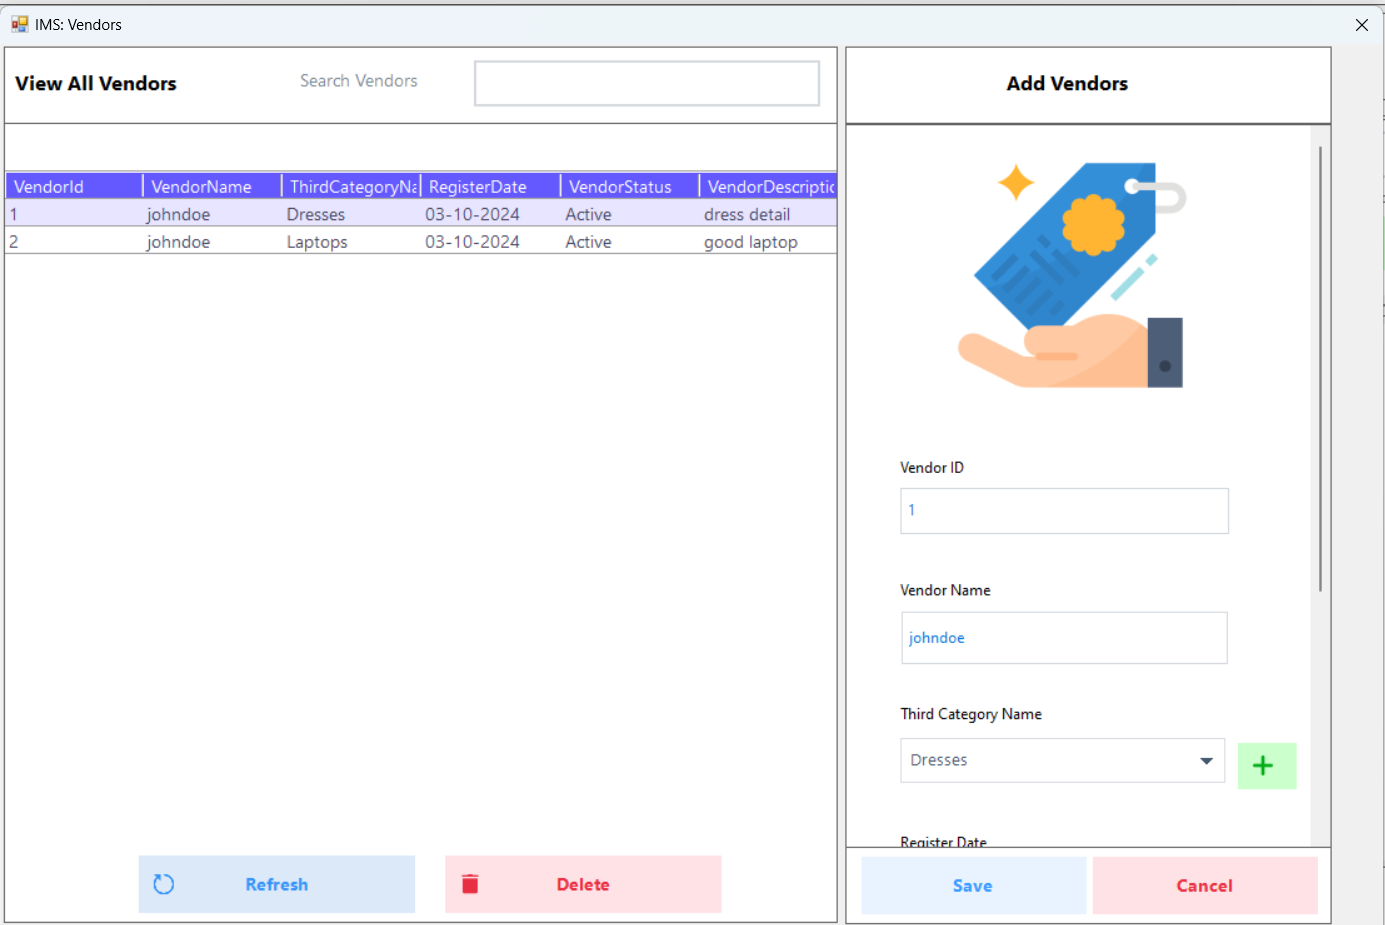 IMS: Vendors
View All Vendors
Search Vendors
VendorId VendorName ThirdCategoryNa RegisterDate VendorStatus VendorDescriptic
1 johndoe Dresses 03-10-2024 Active dress detail
2 johndoe Laptops 03-10-2024 Active good laptop
Refresh
Delete
Add Vendors
Vendor ID
1
Vendor Name
johndoe
Third Category Name
Dresses
Register Date
Save
Cancel